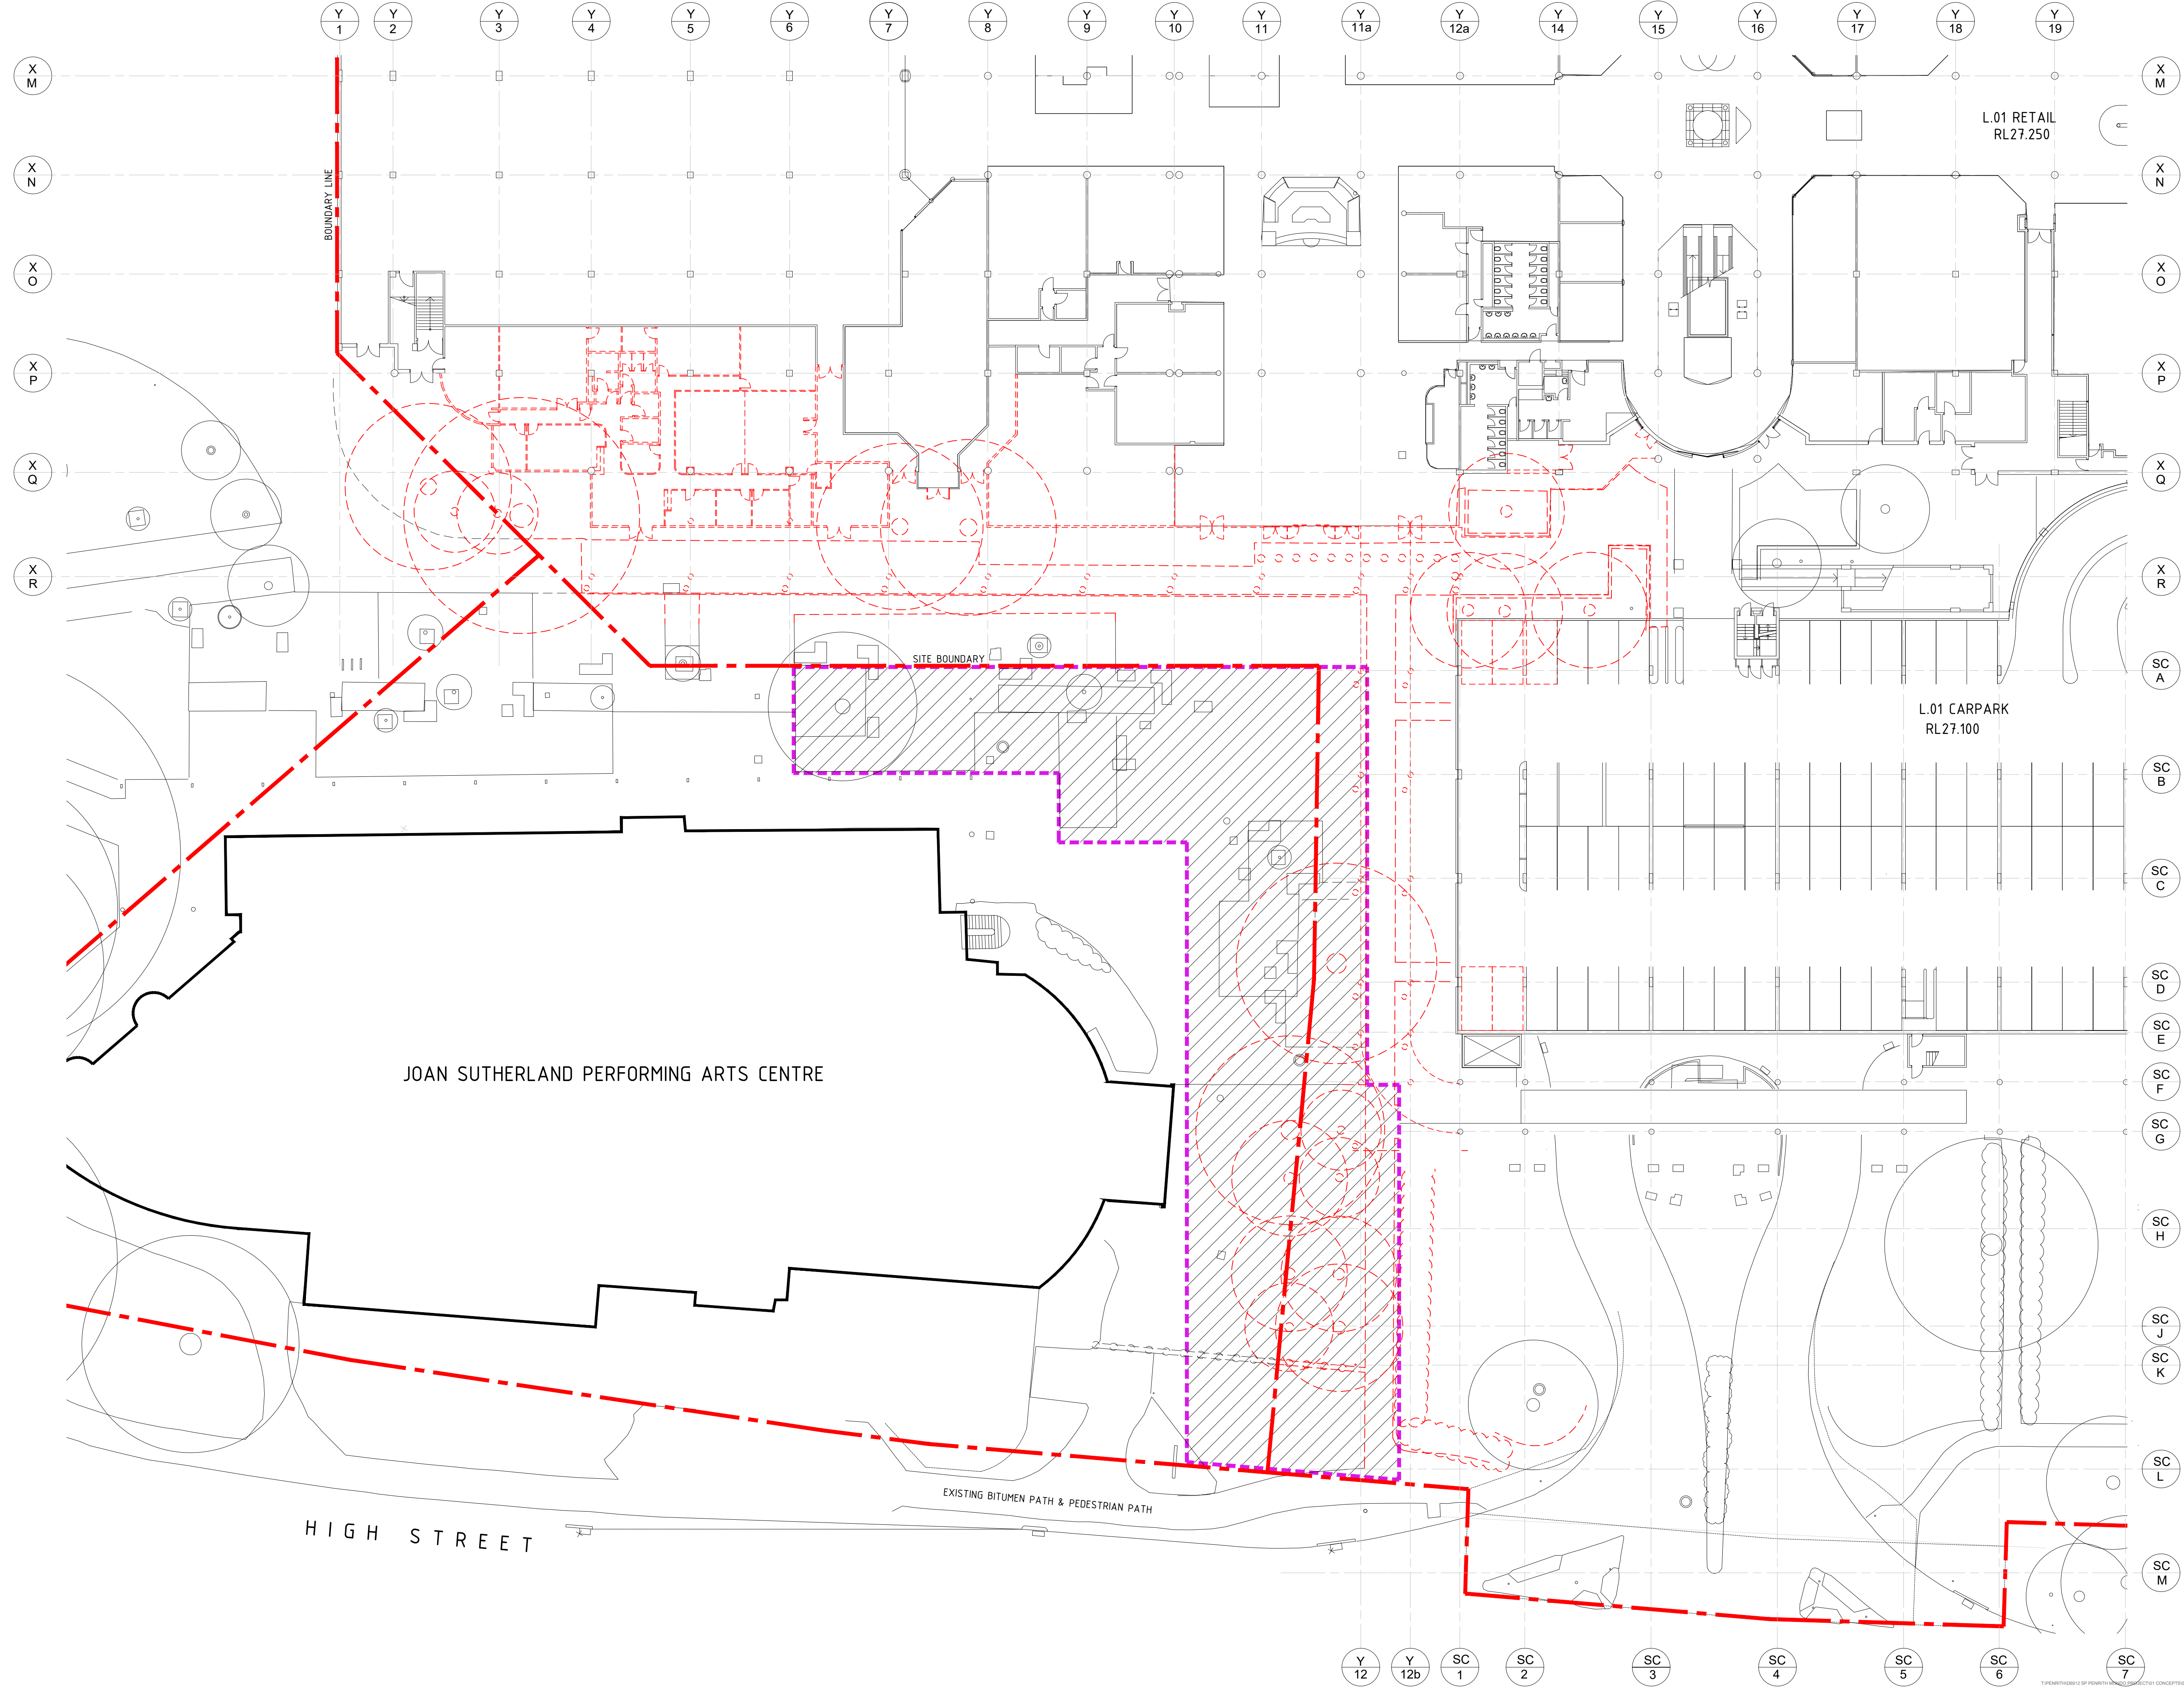 Y 1
Y 2
Y 3
Y 4
Y 5
Y 6
Y 7
Y 8
Y 9
Y 10
Y 11
Y 11a
Y 12a
Y 14
Y 15
Y 16
Y 17
Y 18
Y 19
X M
X M
L.01 RETAIL
RL27.250
X N
X N
BOUNDARY LINE
X O
X O
X P
X P
X Q
X Q
X R
X R
SITE BOUNDARY
SC A
L.01 CARPARK
RL27.100
SC B
SC C
SC D
SC E
JOAN SUTHERLAND PERFORMING ARTS CENTRE
SC F
SC G
SC H
SC J
SC K
SC L
EXISTING BITUMEN PATH & PEDESTRIAN PATH
HIGH STREET
SC M
Y 12
Y 12b
SC 1
SC 2
SC 3
SC 4
SC 5
SC 6
SC 7